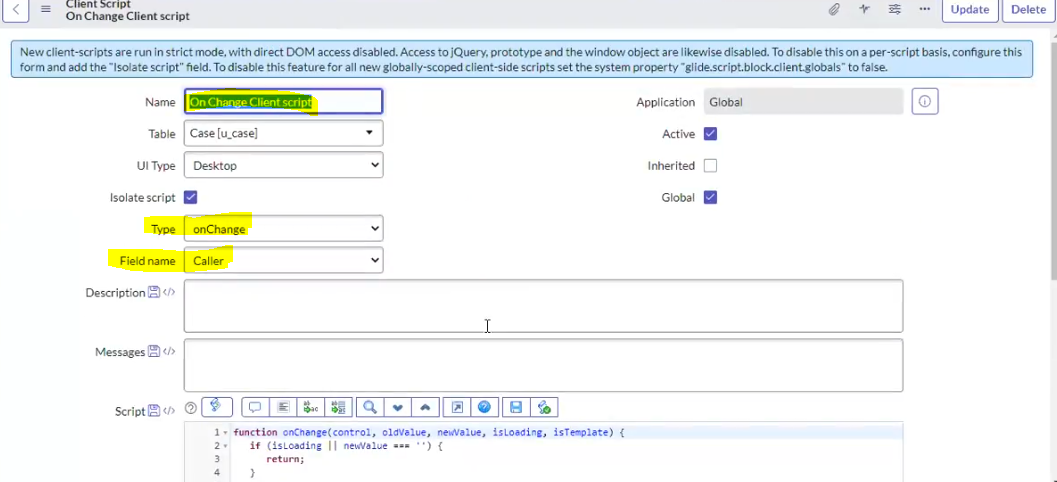 Client Script
On Change Client script
Update
Delete
New client-scripts are run in strict mode, with direct DOM access disabled. Access to jQuery, prototype and the window object are likewise disabled. To disable this on a per-script basis, configure this
form and add the "Isolate script" field. To disable this feature for all new globally-scoped client-side scripts set the system property "glide.script.block.client.globals" to false.
Name On Change Client script
Application Global
Table Case [u_case]
Active
UI Type Desktop
Inherited
Isolate script
Global
Type onChange
Field name Caller
Description
Messages
Script
1 function onChange(control, oldValue, newValue, isLoading, isTemplate) {
2 if (isLoading || newValue === '') {
3 return;
4 }